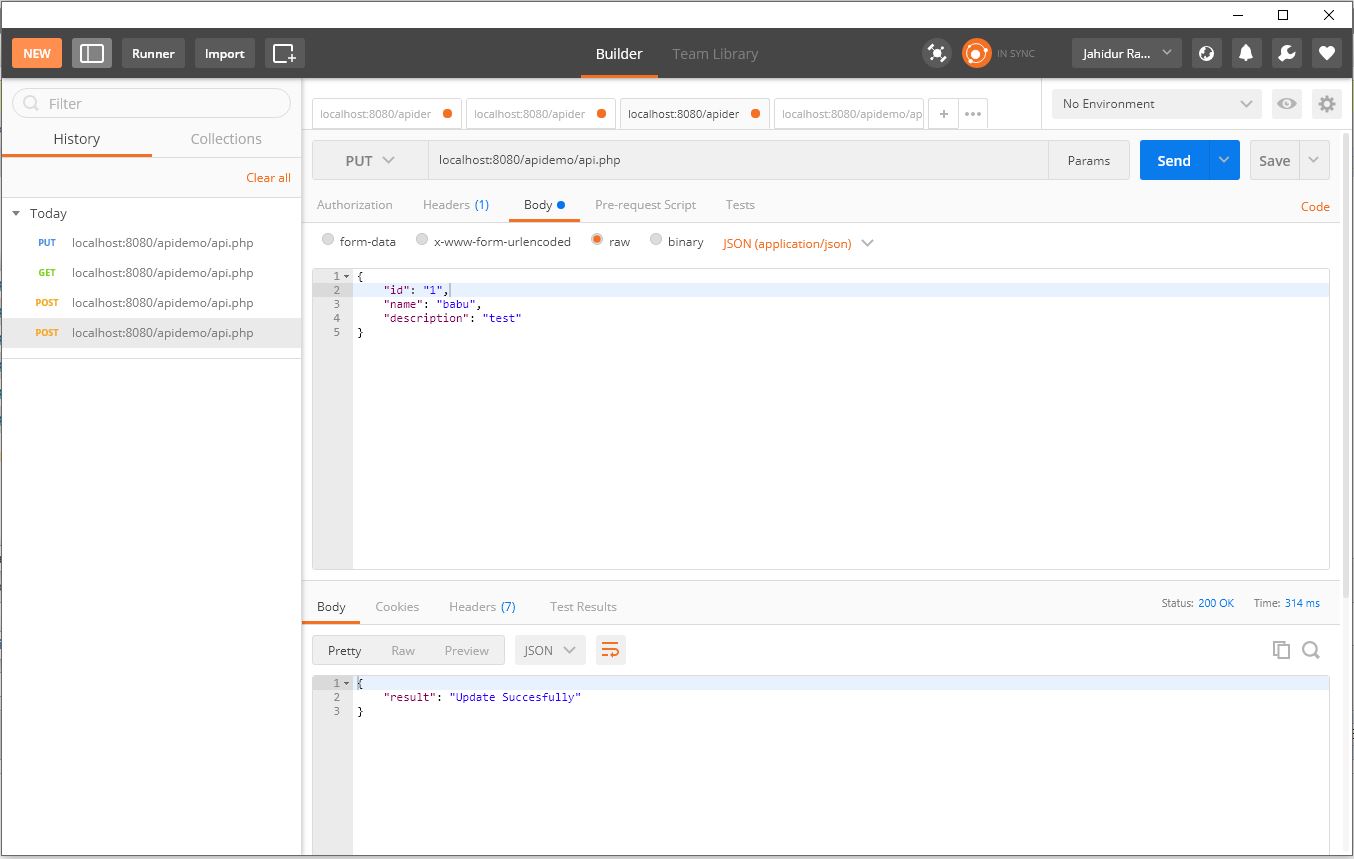 NEW Runner Import Builder Team Library IN SYNC Jahidur Ra...
Filter
History Collections
Clear all
Today
PUT localhost:8080/apidemo/api.php
GET localhost:8080/apidemo/api.php
POST localhost:8080/apidemo/api.php
POST localhost:8080/apidemo/api.php
localhost:8080/apider localhost:8080/apider localhost:8080/apider localhost:8080/apidemo/ap + ••• No Environment
PUT localhost:8080/apidemo/api.php Params Send Save
Authorization Headers (1) Body Pre-request Script Tests Code
form-data x-www-form-urlencoded raw binary JSON (application/json)
1 {
2 "id": "1",
3 "name": "babu",
4 "description": "test"
5 }
Body Cookies Headers (7) Test Results Status: 200 OK Time: 314 ms
Pretty Raw Preview JSON
1 {
2 "result": "Update Succesfully"
3 }